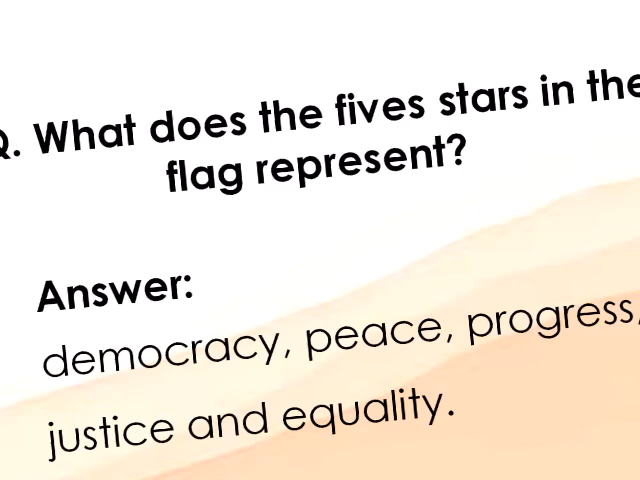 Q. What does the fives stars in the
flag represent?
Answer:
democracy, peace, progress,
justice and equality.